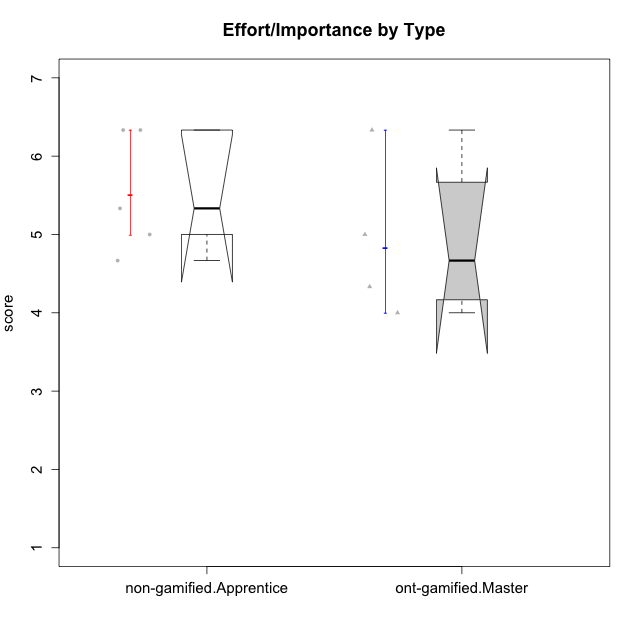 Effort/Importance by Type
score
7
6
5
4
3
2
1
non-gamified.Apprentice
ont-gamified.Master